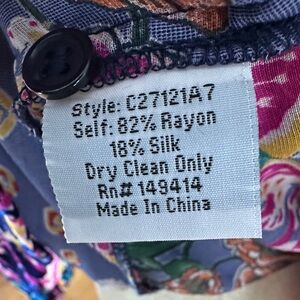 Style: C27121A7
Self: 82% Rayon
18% Silk
Dry Clean Only
Rn# 149414
Made In China